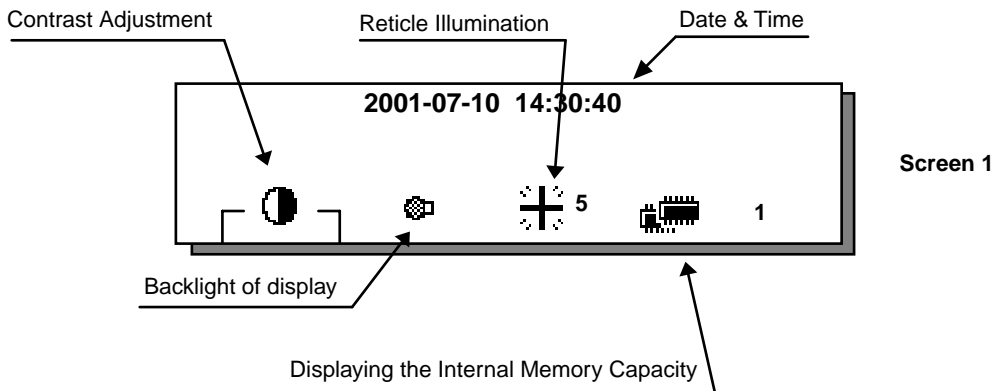 Contrast Adjustment
Reticle Illumination
Date & Time
2001-07-10 14:30:40
Screen 1
5
1
Backlight of display
Displaying the Internal Memory Capacity